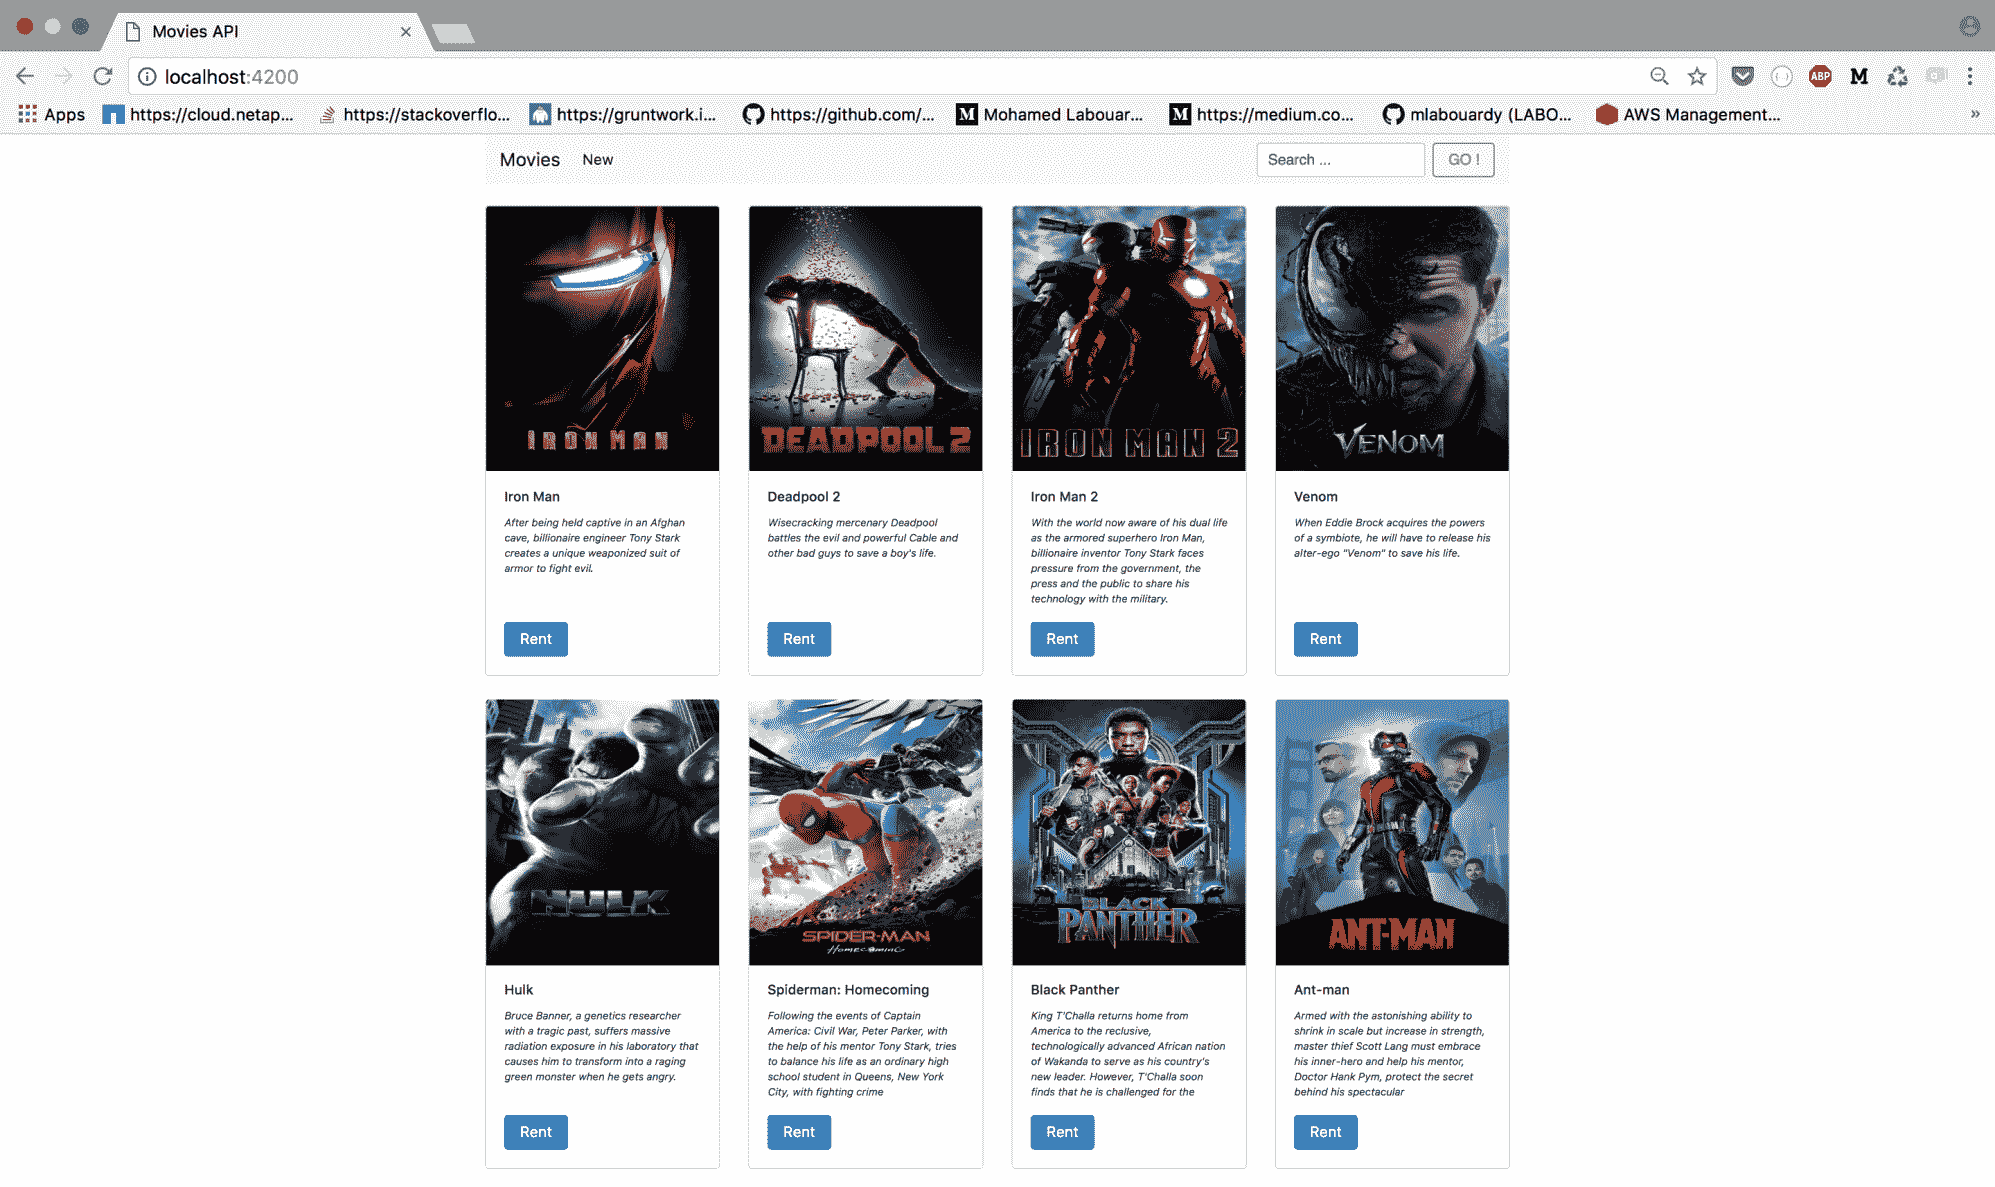 Movies API
localhost:4200
ABP
M
Apps
https://cloud.netap...
https://stackoverflo...
https://gruntwork.i...
https://github.com/...
M Mohamed Labouar...
M https://medium.co...
mlabouardy (LABO...
AWS Management...
»
Movies
New
Search ...
GO !
IRON MAN
DEADPOOL 2
IRON MAN 2
VENOM
Iron Man
After being held captive in an Afghan
cave, billionaire engineer Tony Stark
creates a unique weaponized suit of
armor to fight evil.
Rent
Deadpool 2
Wisecracking mercenary Deadpool
battles the evil and powerful Cable and
other bad guys to save a boy's life.
Rent
Iron Man 2
With the world now aware of his dual life
as the armored superhero Iron Man,
billionaire inventor Tony Stark faces
pressure from the government, the
press and the public to share his
technology with the military.
Rent
Venom
When Eddie Brock acquires the powers
of a symbiote, he will have to release his
alter-ego "Venom" to save his life.
Rent
HULK
SPIDER-MAN
HOMECOMING
BLACK
PANTHER
ANT-MAN
Hulk
Bruce Banner, a genetics researcher
with a tragic past, suffers massive
radiation exposure in his laboratory that
causes him to transform into a raging
green monster when he gets angry.
Rent
Spiderman: Homecoming
Following the events of Captain
America: Civil War, Peter Parker, with
the help of his mentor Tony Stark, tries
to balance his life as an ordinary high
school student in Queens, New York
City, with fighting crime
Rent
Black Panther
King T'Challa returns home from
America to the reclusive,
technologically advanced African nation
of Wakanda to serve as his country's
new leader. However, T'Challa soon
finds that he is challenged for the
Rent
Ant-man
Armed with the astonishing ability to
shrink in scale but increase in strength,
master thief Scott Lang must embrace
his inner-hero and help his mentor,
Doctor Hank Pym, protect the secret
behind his spectacular
Rent